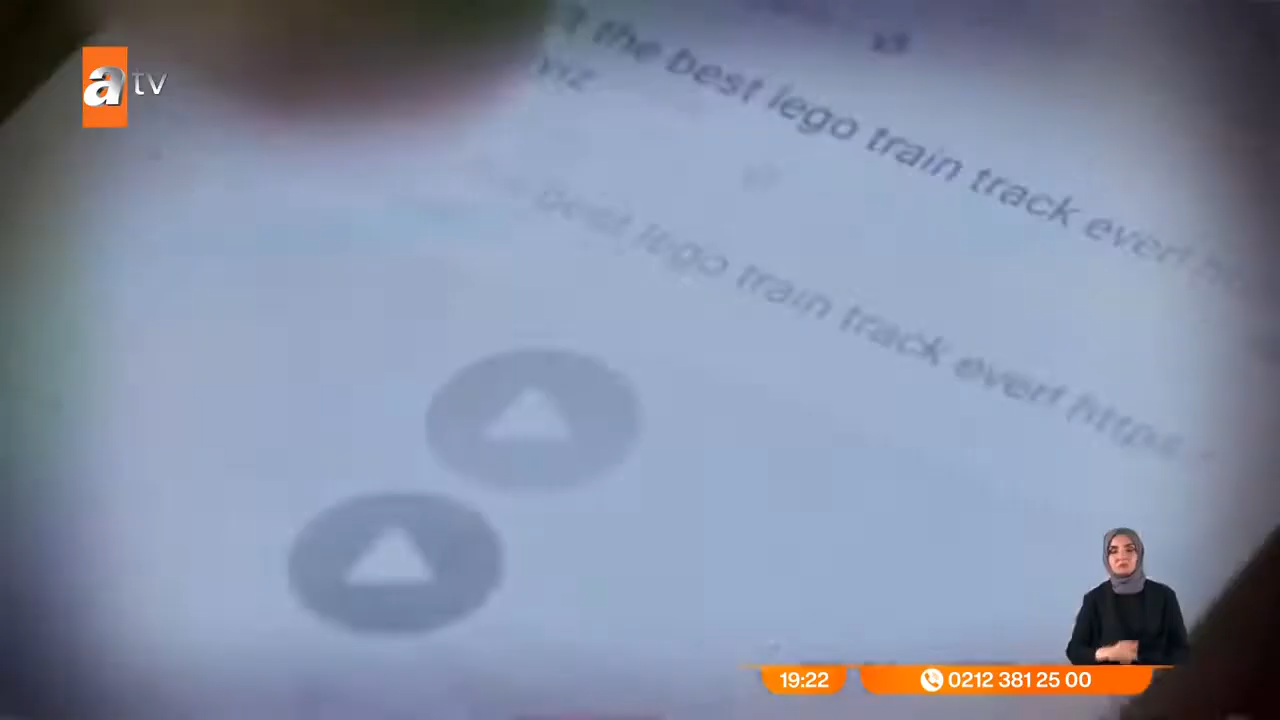 atv
the best lego train track ever!
yiz
best lego train track ever! https
19:22
0212 381 25 00